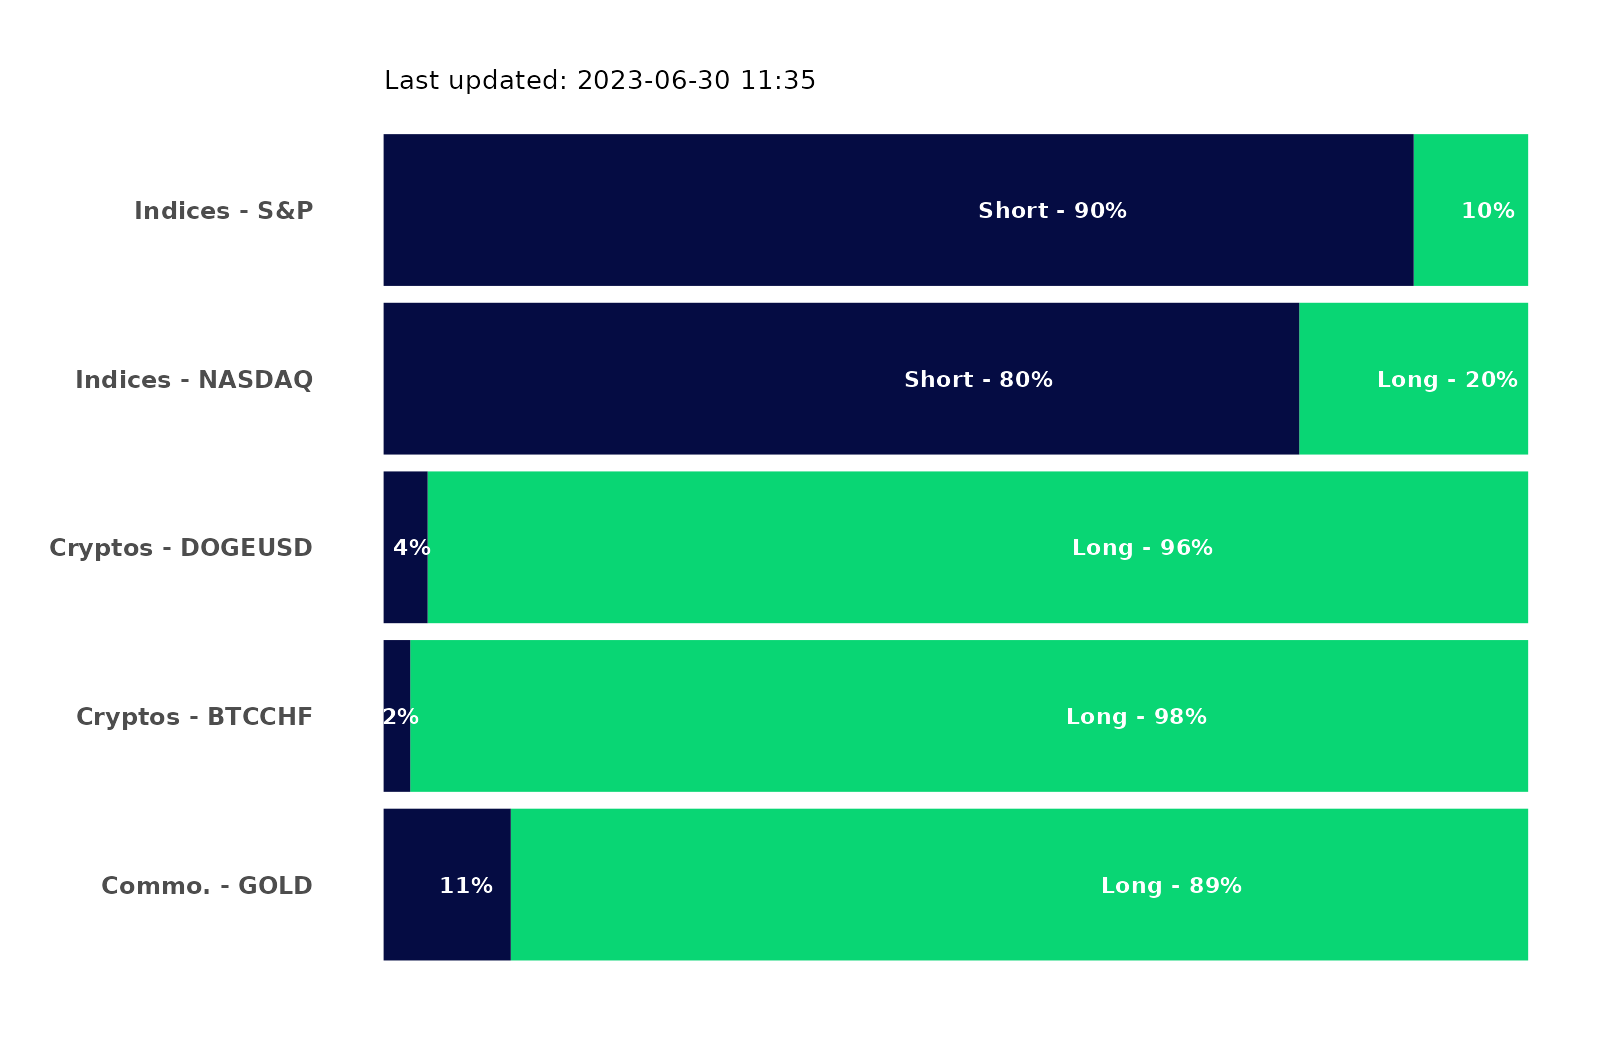 Last updated: 2023-06-30 11:35
Indices - S&P Short - 90% 10%
Indices - NASDAQ Short - 80% Long - 20%
Cryptos - DOGEUSD 4% Long - 96%
Cryptos - BTCCHF 2% Long - 98%
Commo. - GOLD 11% Long - 89%